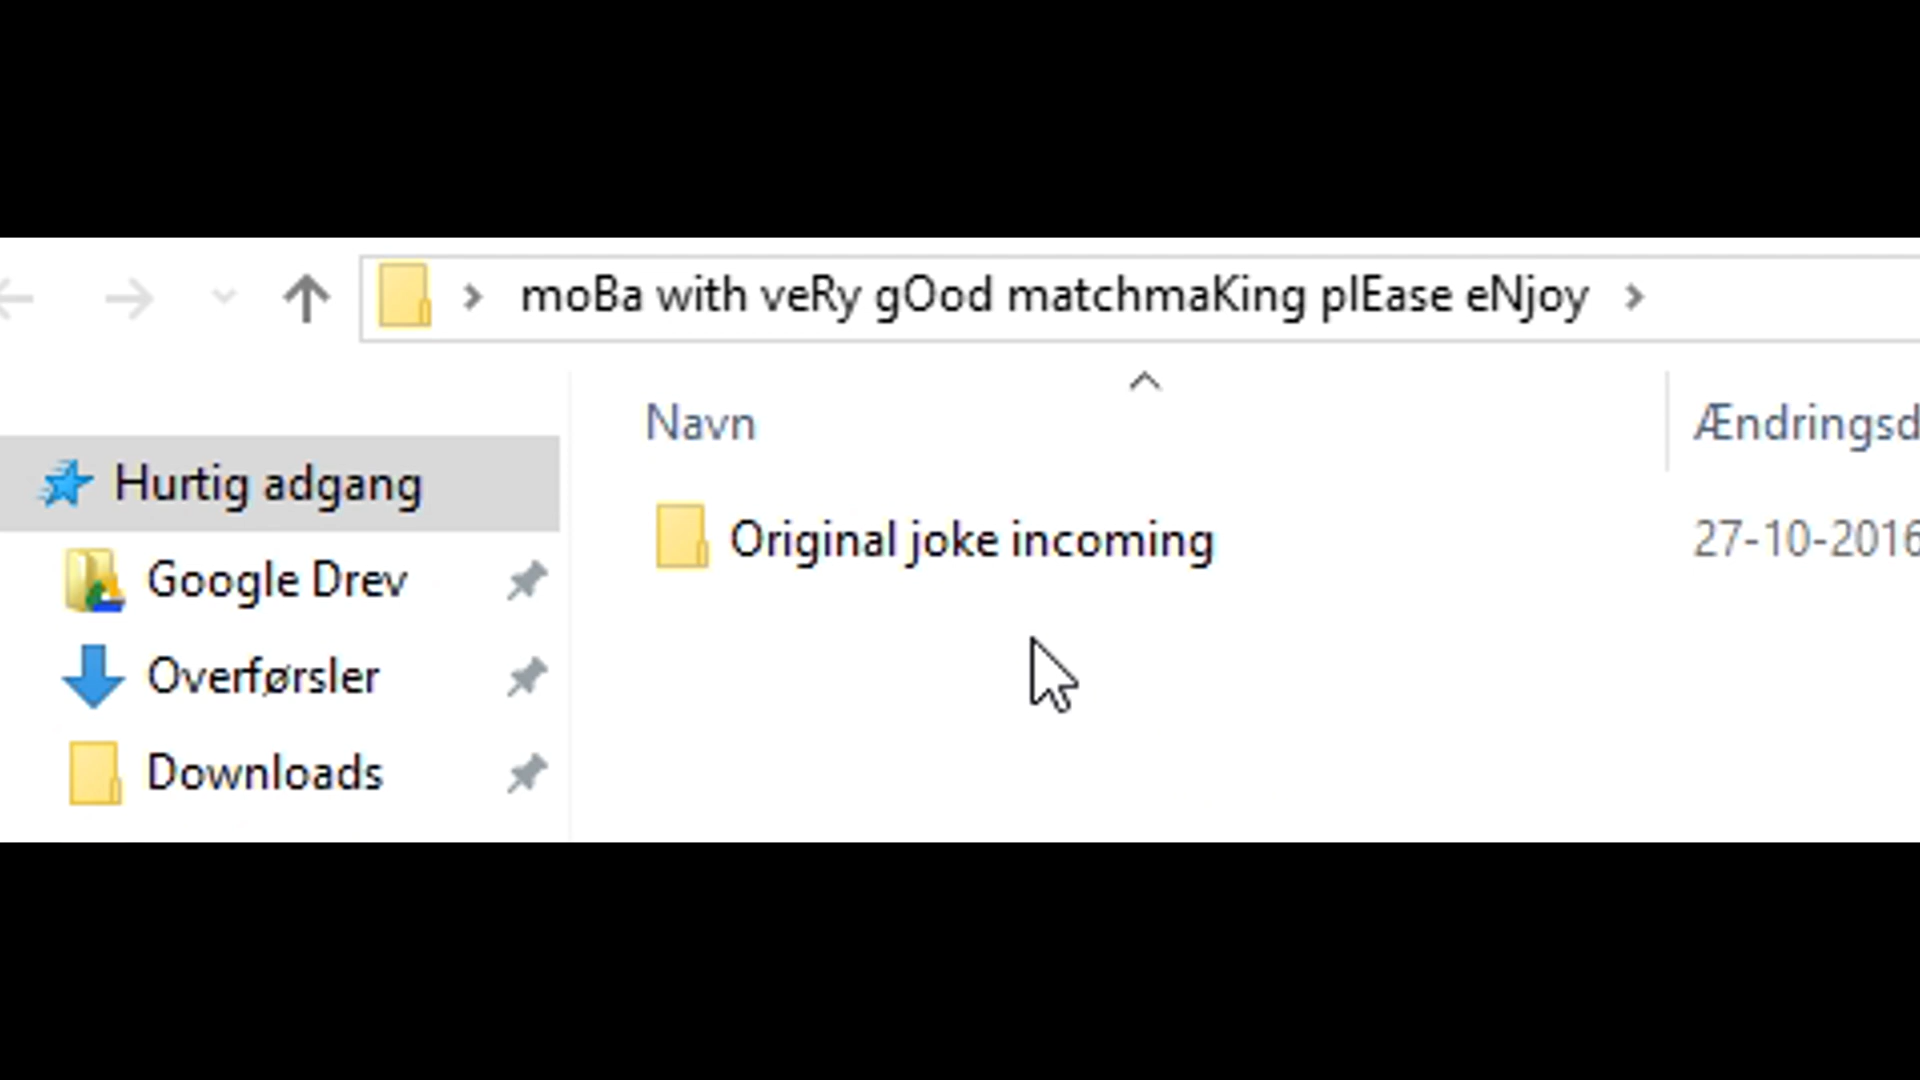 moBa with veRy gOod matchmaKing plEase eNjoy
Navn
Ændringsd
Hurtig adgang
Original joke incoming
27-10-2016
Google Drev
Overførsler
Downloads